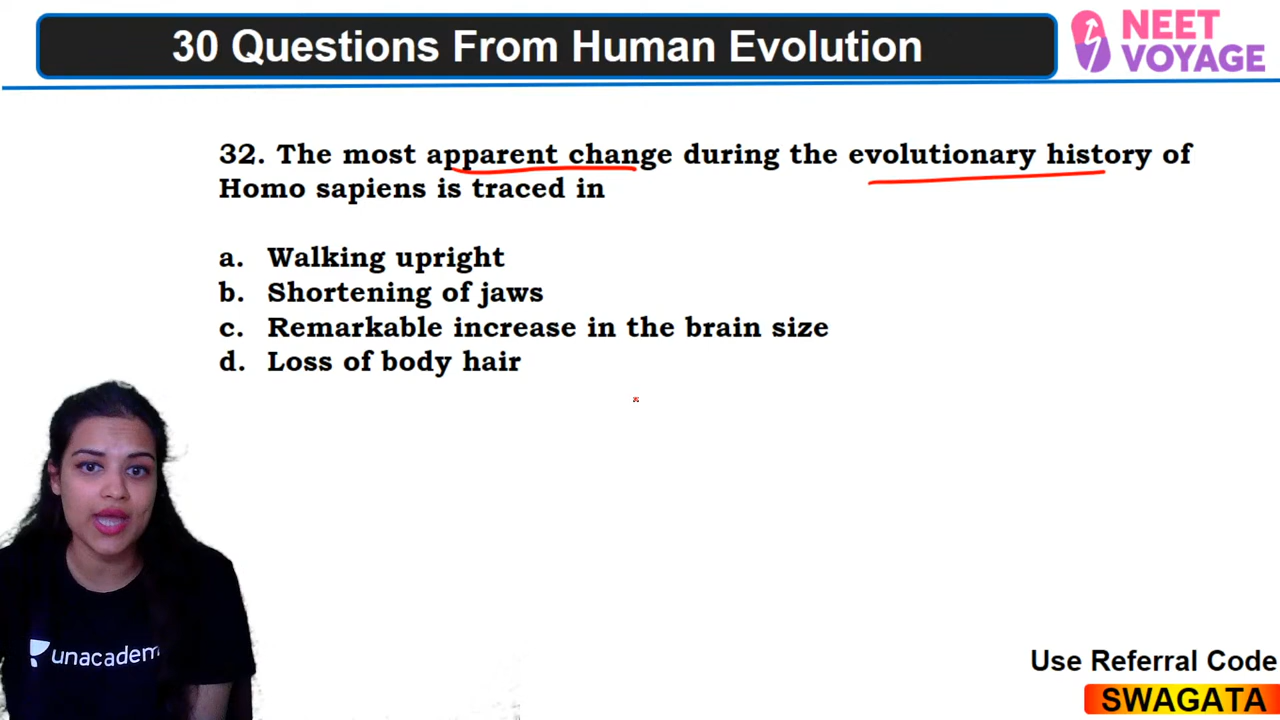 30 Questions From Human Evolution
NEET
VOYAGE
32. The most apparent change during the evolutionary history of
Homo sapiens is traced in
a. Walking upright
b. Shortening of jaws
c. Remarkable increase in the brain size
d. Loss of body hair
unacadem
Use Referral Code
SWAGATA